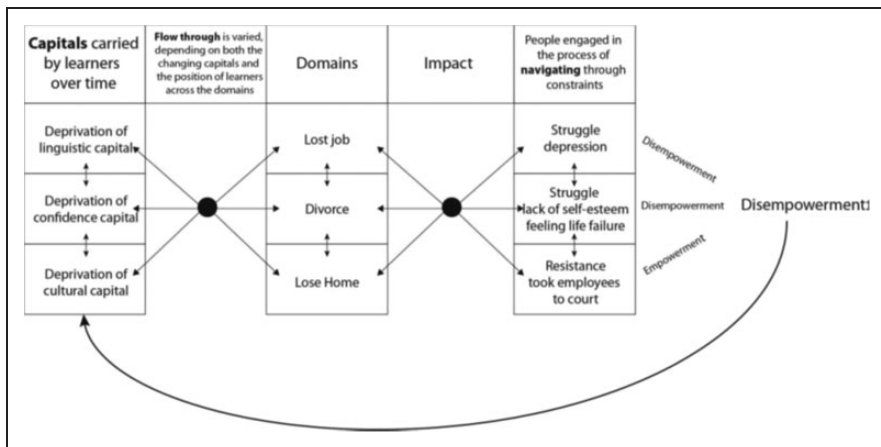 Capitals carried
by learners
over time
Flow through is varied,
depending on both the
changing capitals and
the position of learners
across the domains
Domains
Impact
People engaged in
the process of
navigating through
constraints
Deprivation of
linguistic capital
Lost job
Struggle
depression
Disempowerment
Deprivation of
confidence capital
Divorce
Struggle
lack of self-esteem
feeling life failure
Disempowerment
Disempowerment
Deprivation of
cultural capital
Lose Home
Resistance
took employees
to court
Empowerment